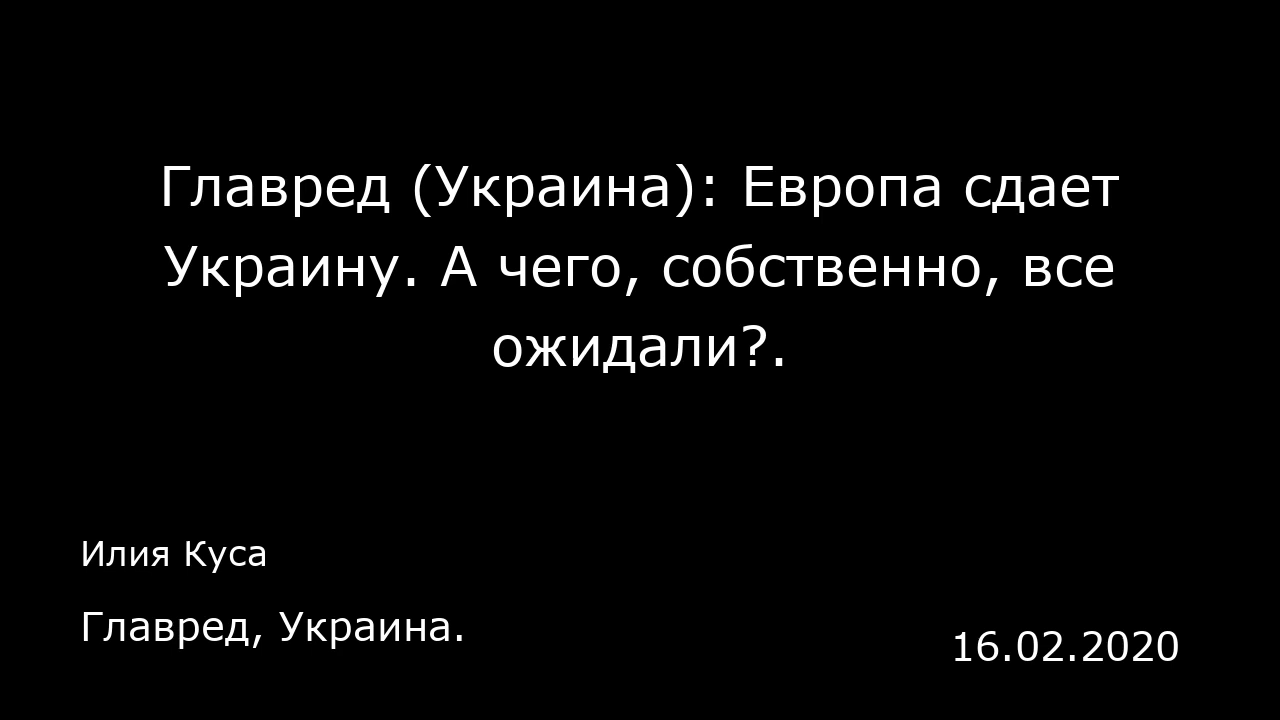 Главред (Украина): Европа сдает
Украину. А чего, собственно, все
ожидали?.
Илия Куса
Главред, Украина.
16.02.2020